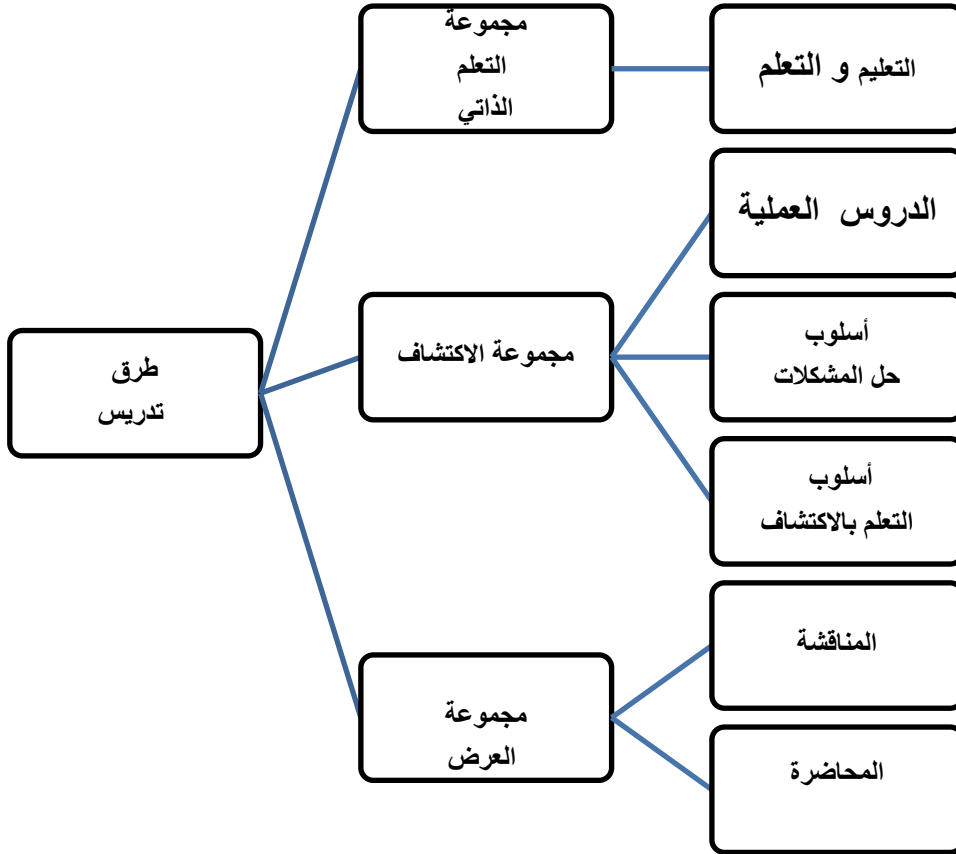 طرق
تدريس
مجموعة
التعلم
الذاتي
التعليم و التعلم
مجموعة الاكتشاف
الدروس العملية
أسلوب
حل المشكلات
أسلوب
التعلم بالاكتشاف
مجموعة
العرض
المناقشة
المحاضرة